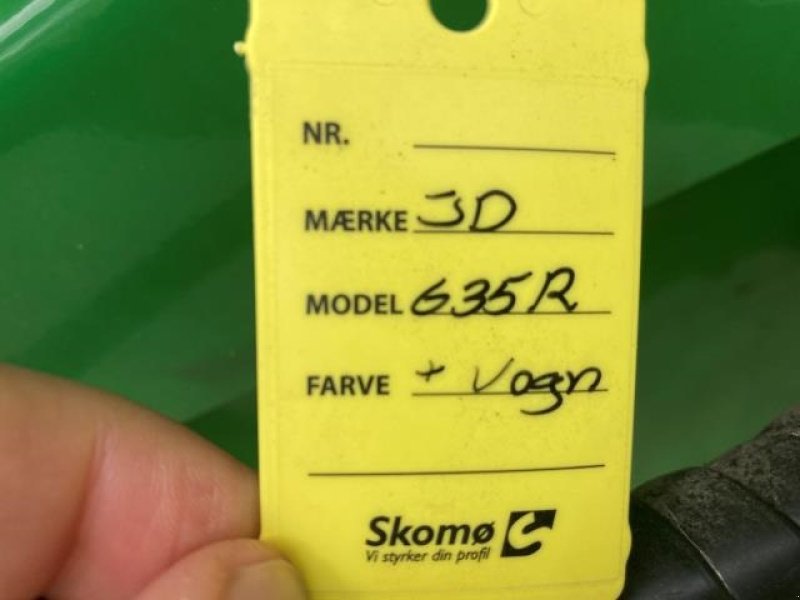 NR.
MÆRKE JD
MODEL 635R
FARVE + Vogn
Skomø
Vi styrker din profil